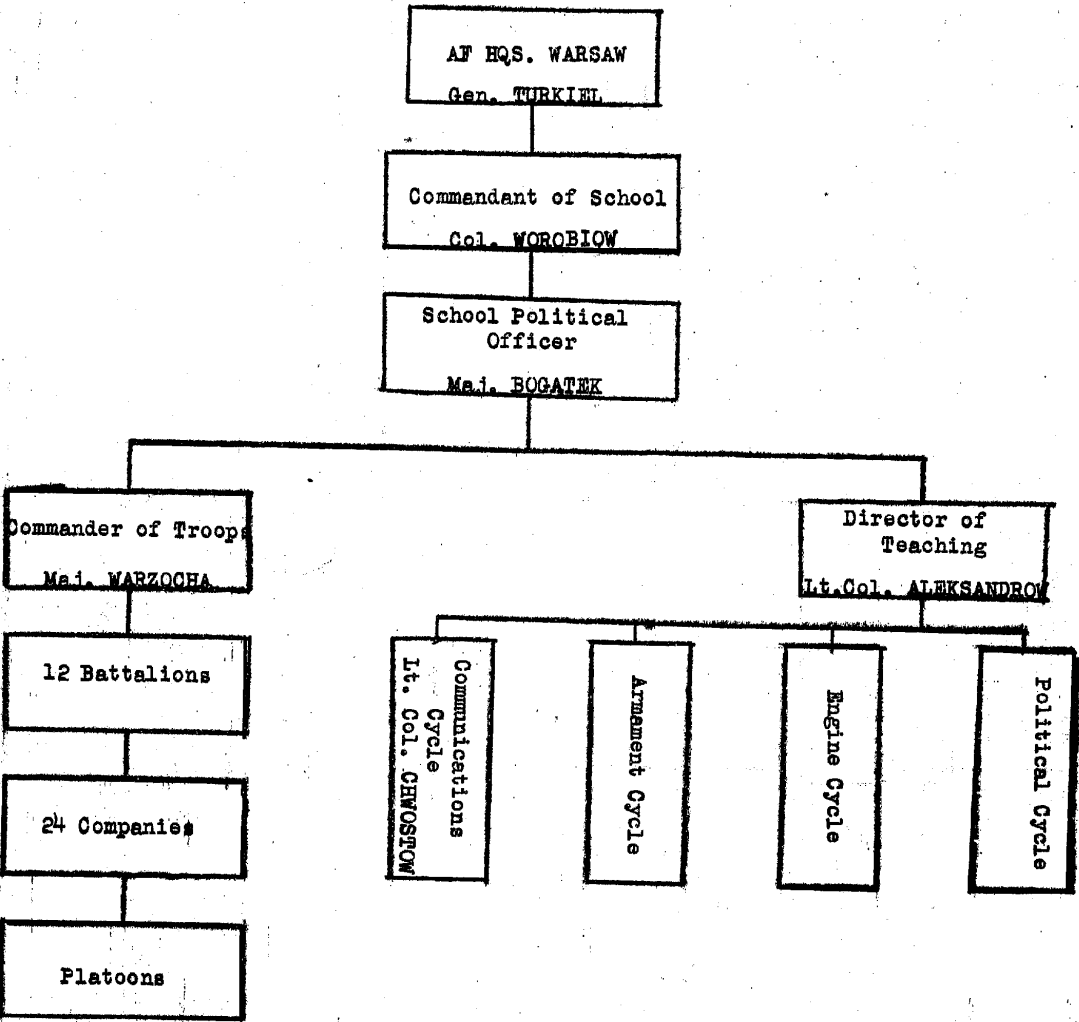 AF HQS. WARSAW
Gen. TURKIEL
Commandant of School
Col. WOROBIOW
School Political
Officer
Maj. BOGATEK
Commander of Troops
Maj. WARZOCHA
Director of
Teaching
Lt.Col. ALEKSANDROW
12 Battalions
24 Companies
Platoons
Communications
Cycle
Lt. Col. CHWOSTOW
Armament Cycle
Engine Cycle
Political Cycle